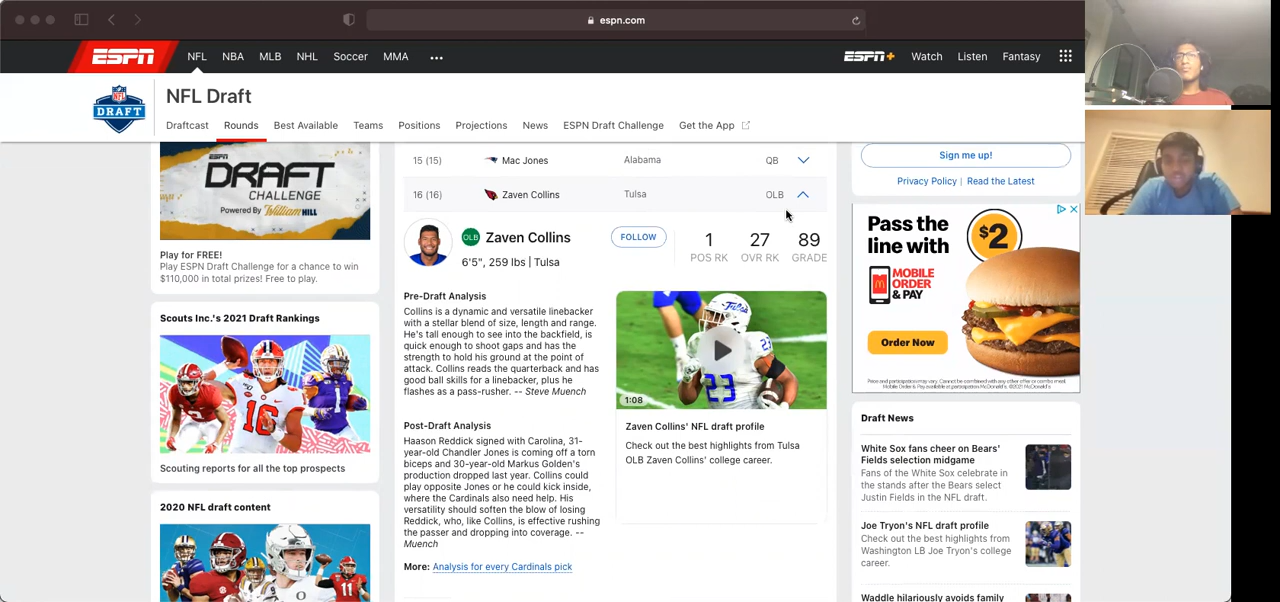 espn.com
ESPN NFL NBA MLB NHL Soccer MMA ••• ESPN+ Watch Listen Fantasy
NFL DRAFT
NFL Draft
Draftcast Rounds Best Available Teams Positions Projections News ESPN Draft Challenge Get the App
ESPN
DRAFT
CHALLENGE
Powered By William HILL
Play for FREE!
Play ESPN Draft Challenge for a chance to win
$110,000 in total prizes! Free to play.
Scouts Inc.'s 2021 Draft Rankings
16
1
Scouting reports for all the top prospects
2020 NFL draft content
11
15 (15) Mac Jones Alabama QB
16 (16) Zaven Collins Tulsa OLB
OLB Zaven Collins FOLLOW 1 27 89
6'5", 259 lbs | Tulsa POS RK OVR RK GRADE
Pre-Draft Analysis
Collins is a dynamic and versatile linebacker
with a stellar blend of size, length and range.
He's tall enough to see into the backfield, is
quick enough to shoot gaps and has the
strength to hold his ground at the point of
attack. Collins reads the quarterback and has
good ball skills for a linebacker, plus he
flashes as a pass-rusher. -- Steve Muench
Post-Draft Analysis
Haason Reddick signed with Carolina, 31-
year-old Chandler Jones is coming off a torn
biceps and 30-year-old Markus Golden's
production dropped last year. Collins could
play opposite Jones or he could kick inside,
where the Cardinals also need help. His
versatility should soften the blow of losing
Reddick, who, like Collins, is effective rushing
the passer and dropping into coverage. --
Muench
More: Analysis for every Cardinals pick
Tulsa
23
1:08
Zaven Collins' NFL draft profile
Check out the best highlights from Tulsa
OLB Zaven Collins' college career.
Sign me up!
Privacy Policy | Read the Latest
Pass the
line with
$2
MOBILE
ORDER
& PAY
Order Now
Draft News
White Sox fans cheer on Bears'
Fields selection midgame
Fans of the White Sox celebrate in
the stands after the Bears select
Justin Fields in the NFL draft.
Joe Tryon's NFL draft profile
Check out the best highlights from
Washington LB Joe Tryon's college
career.
Waddle hilariously avoids family